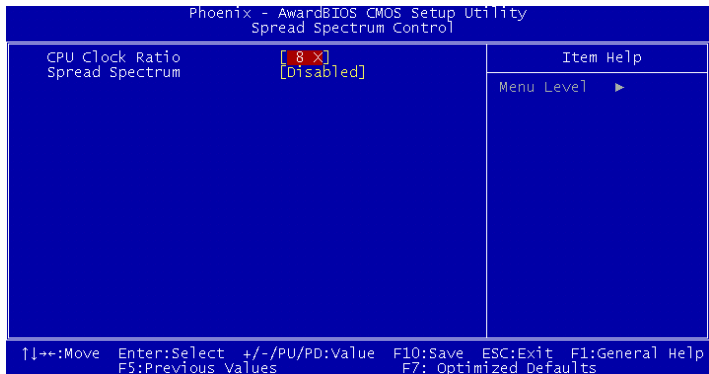 Phoenix - AwardBIOS CMOS Setup Utility
Spread Spectrum Control
CPU Clock Ratio [ 8 X]
Spread Spectrum [Disabled]
Item Help
Menu Level ►
↑↓→←:Move Enter:Select +/-/PU/PD:Value F10:Save ESC:Exit F1:General Help
F5:Previous Values F7: Optimized Defaults